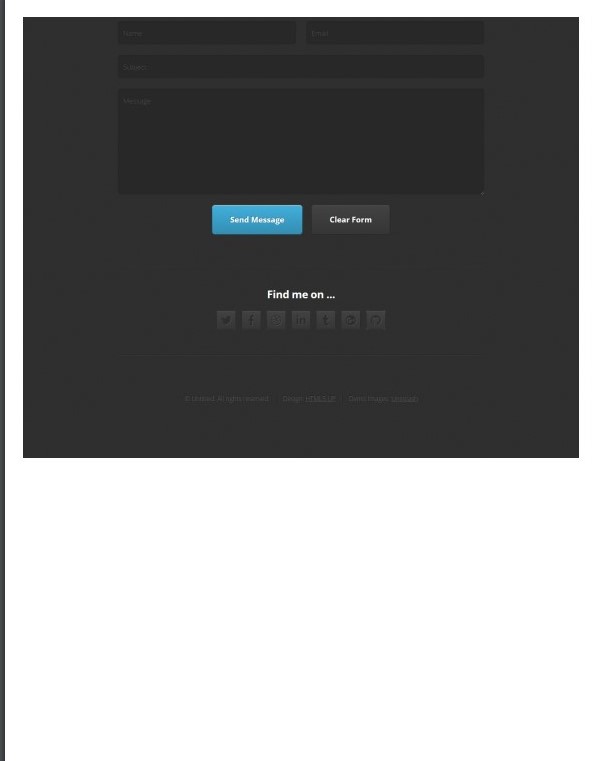 Name
Email
Subject
Message
Send Message
Clear Form
Find me on ...
© Untitled. All rights reserved.
Design: HTML5 UP
Demo Images: Unsplash